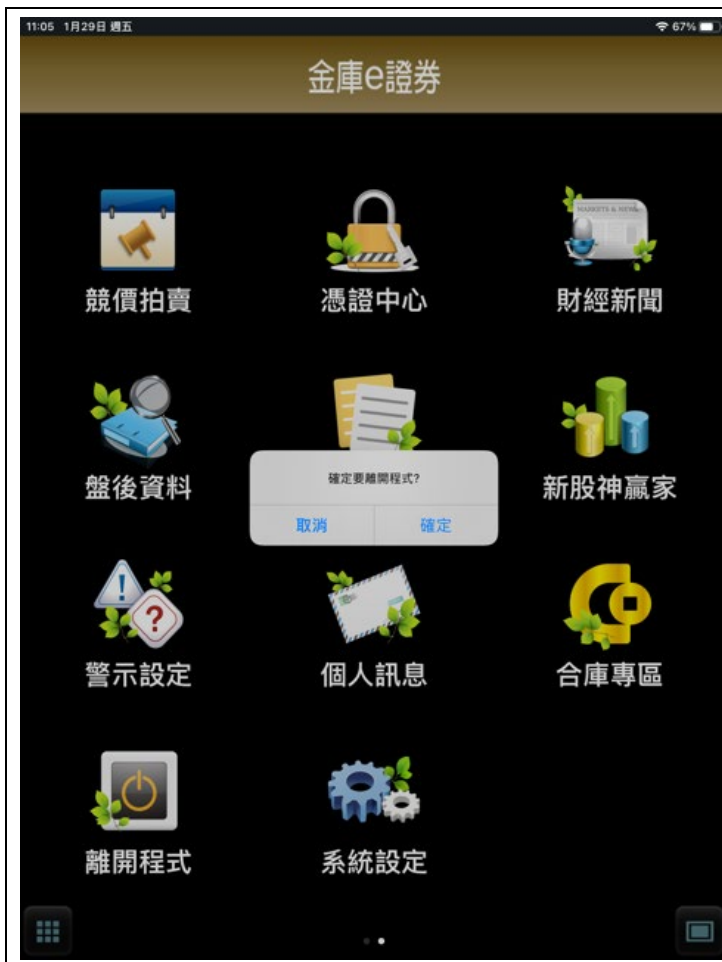 11:05 1月29日 週五
67%
金庫e證券
競價拍賣
憑證中心
MARKETS & NEWS
財經新聞
盤後資料
新股神贏家
確定要離開程式?
取消
確定
警示設定
個人訊息
合庫專區
離開程式
系統設定